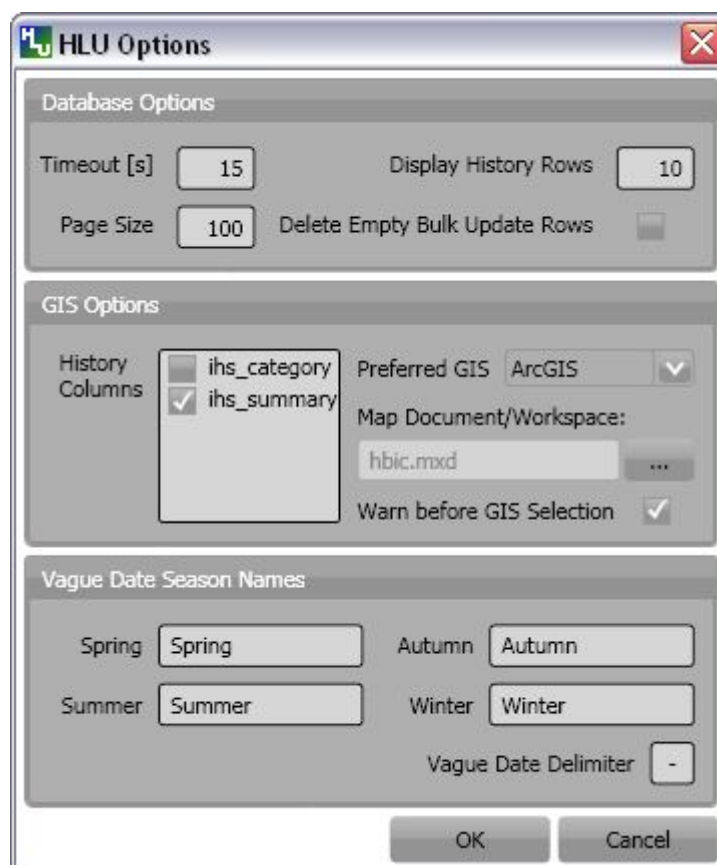 HLU HLU Options
Database Options
Timeout [s] 15 Display History Rows 10
Page Size 100 Delete Empty Bulk Update Rows
GIS Options
History Columns
ihs_category
ihs_summary
Preferred GIS ArcGIS
Map Document/Workspace:
hbic.mxd ...
Warn before GIS Selection
Vague Date Season Names
Spring Spring Autumn Autumn
Summer Summer Winter Winter
Vague Date Delimiter -
OK Cancel